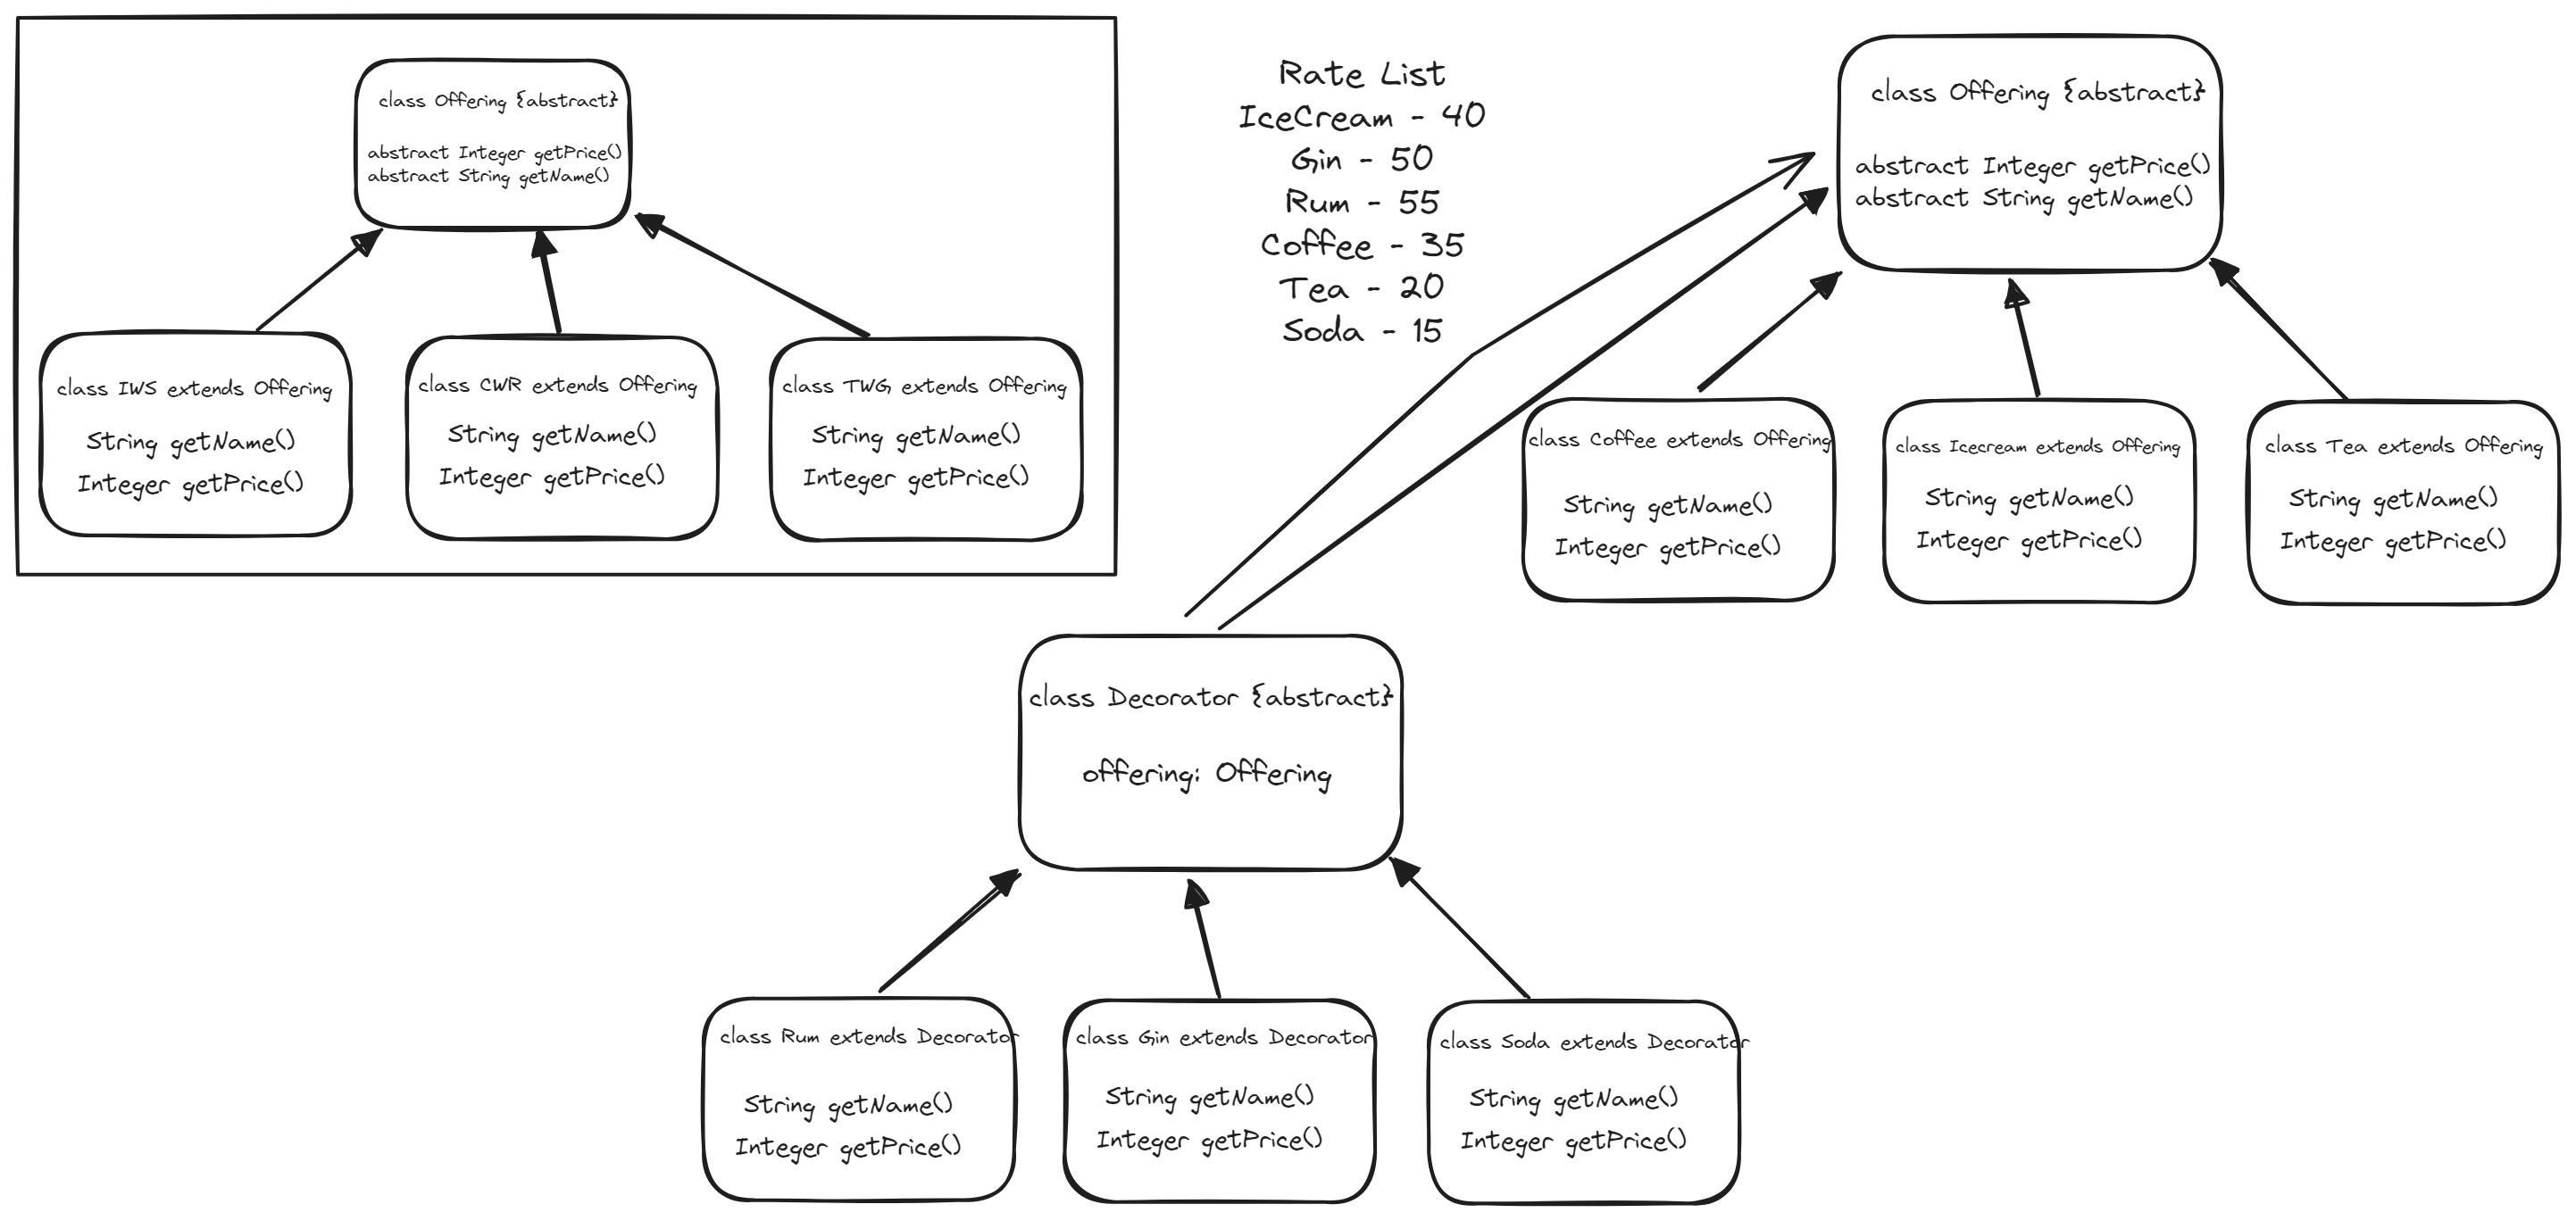 class Offering {abstract}
abstract Integer getPrice()
abstract String getName()
class IWS extends Offering
String getName()
Integer getPrice()
class CWR extends Offering
String getName()
Integer getPrice()
class TWG extends Offering
String getName()
Integer getPrice()
Rate List
IceCream - 40
Gin - 50
Rum - 55
Coffee - 35
Tea - 20
Soda - 15
class Offering {abstract}
abstract Integer getPrice()
abstract String getName()
class Coffee extends Offering
String getName()
Integer getPrice()
class Icecream extends Offering
String getName()
Integer getPrice()
class Tea extends Offering
String getName()
Integer getPrice()
class Decorator {abstract}
offering: Offering
class Rum extends Decorator
String getName()
Integer getPrice()
class Gin extends Decorator
String getName()
Integer getPrice()
class Soda extends Decorator
String getName()
Integer getPrice()